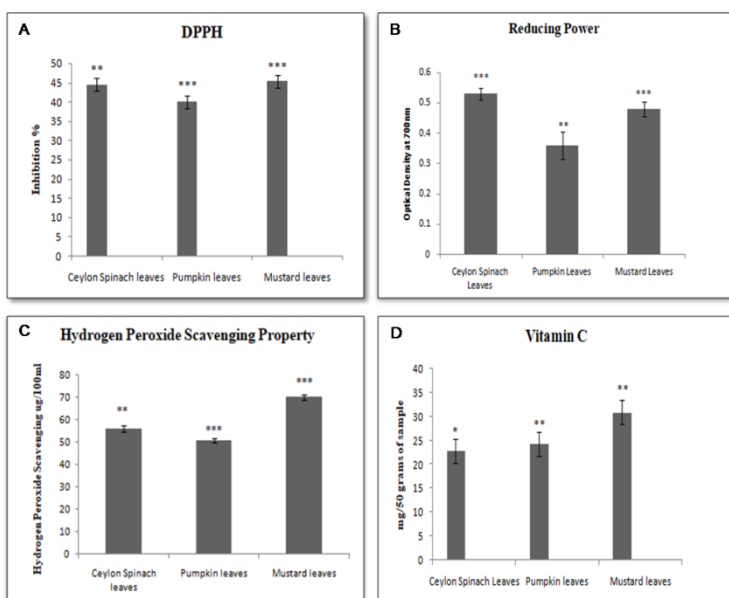 A
DPPH
Inhibition %
50
45
40
35
30
25
20
15
10
5
0
**
***
***
Ceylon Spinach leaves Pumpkin leaves Mustard leaves
B
Reducing Power
Optical Density at 700nm
0.6
0.5
0.4
0.3
0.2
0.1
0
***
**
***
Ceylon Spinach Leaves
Pumpkin Leaves
Mustard Leaves
C
Hydrogen Peroxide Scavenging Property
Hydrogen Peroxide Scavenging ug/100ml
80
70
60
50
40
30
20
10
0
**
***
***
Ceylon Spinach leaves
Pumpkin leaves
Mustard leaves
D
Vitamin C
mg/50 grams of sample
40
35
30
25
20
15
10
5
0
*
**
**
Ceylon Spinach Leaves Pumpkin leaves Mustard leaves